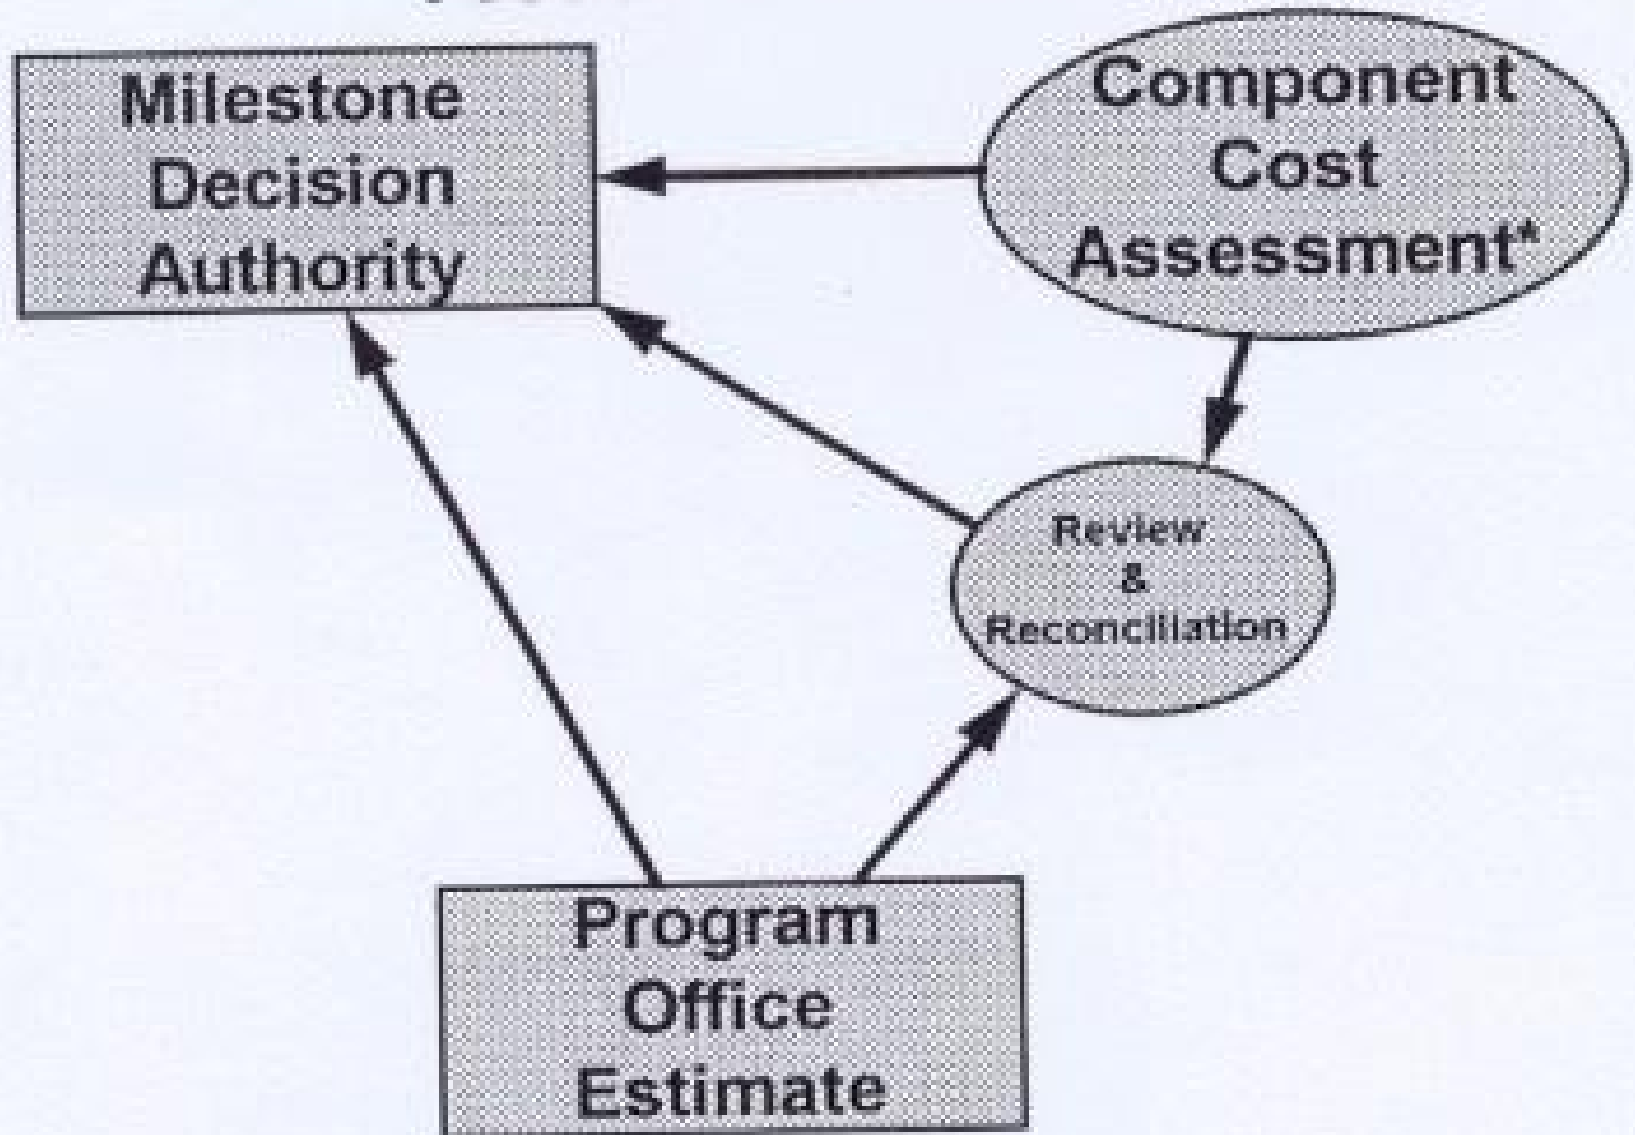 Milestone
Decision
Authority
Component
Cost
Assessment*
Review
&
Reconciliation
Program
Office
Estimate